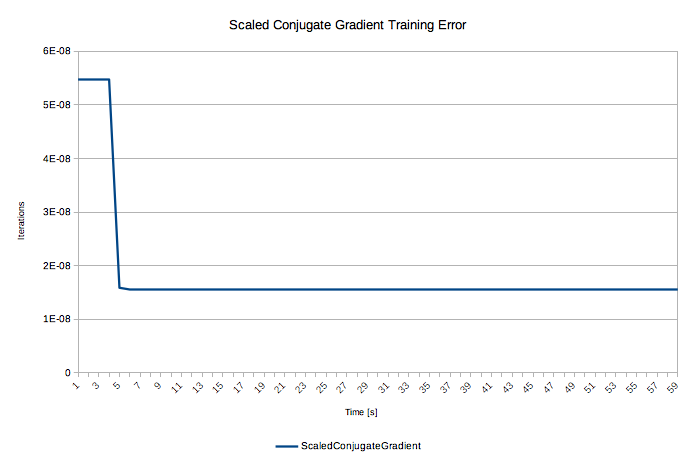 Scaled Conjugate Gradient Training Error
6E-08
5E-08
4E-08
3E-08
2E-08
1E-08
0
Iterations
1 3 5 7 9 11 13 15 17 19 21 23 25 27 29 31 33 35 37 39 41 43 45 47 49 51 53 55 57 59
Time [s]
ScaledConjugateGradient